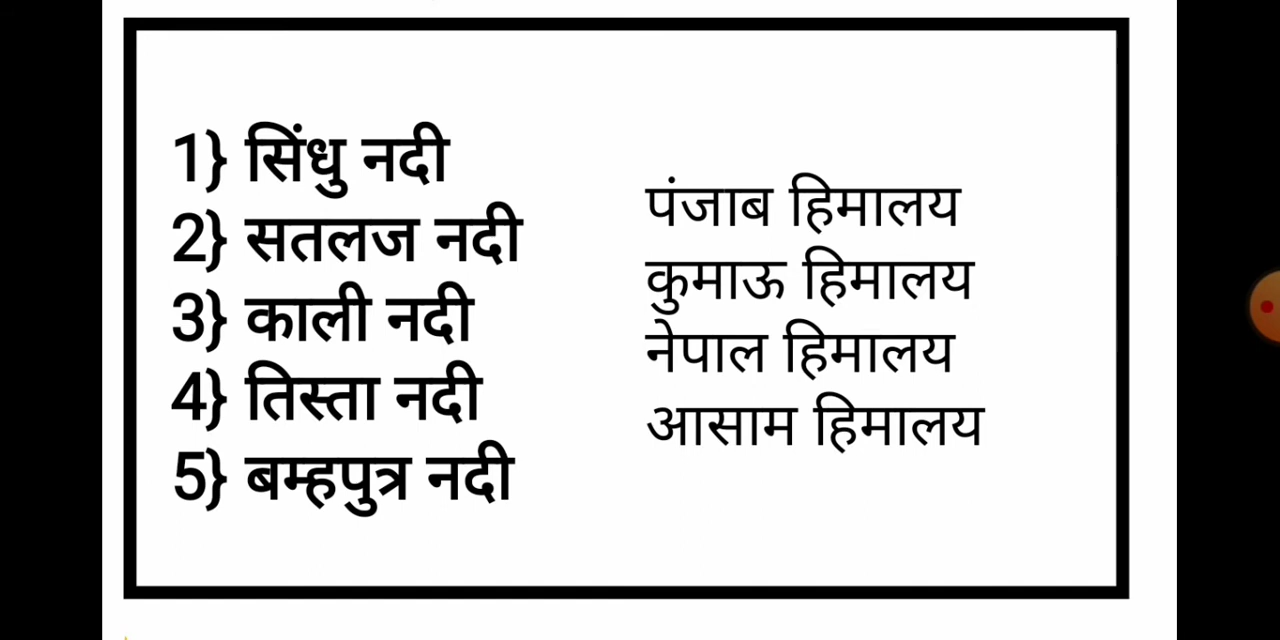 1} सिंधु नदी
2} सतलज नदी
3} काली नदी
4} तिस्ता नदी
5} बम्हपुत्र नदी
पंजाब हिमालय
कुमाऊ हिमालय
नेपाल हिमालय
आसाम हिमालय